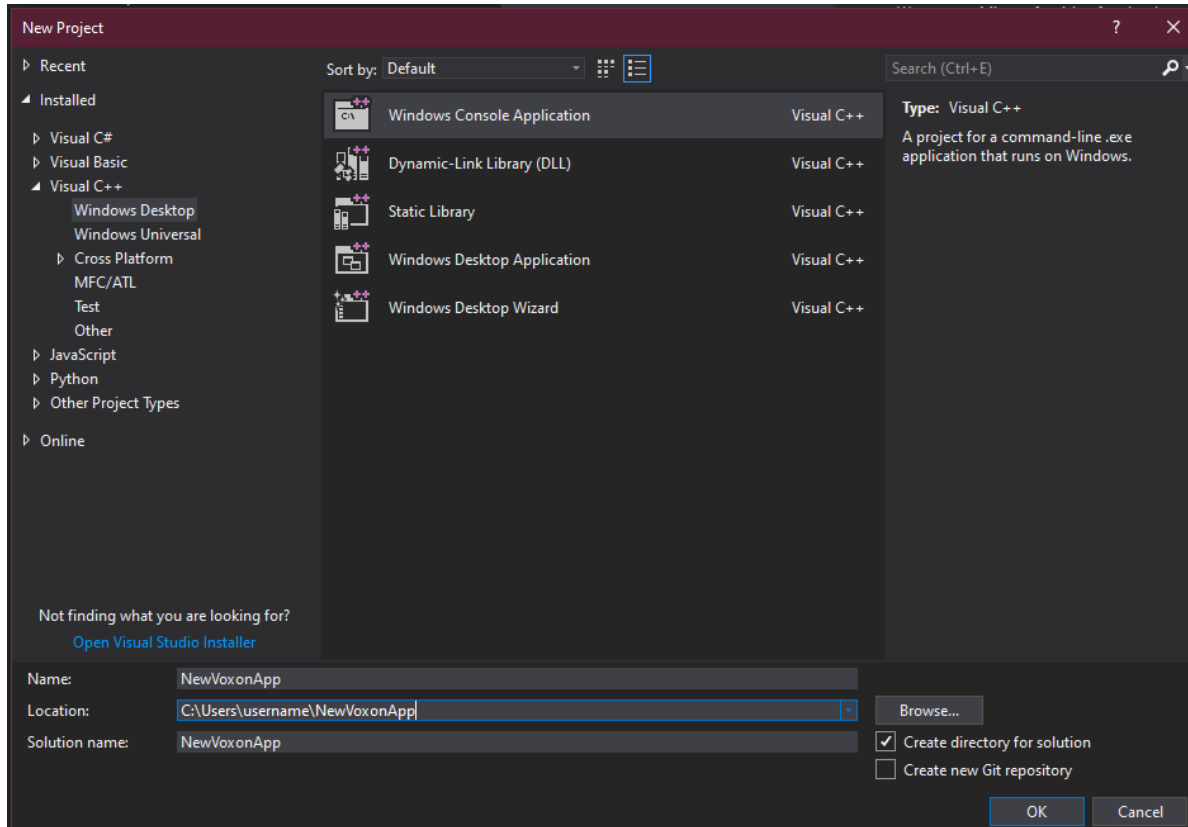 New Project
?
Recent
Installed
Visual C#
Visual Basic
Visual C++
Windows Desktop
Windows Universal
Cross Platform
MFC/ATL
Test
Other
JavaScript
Python
Other Project Types
Online
Not finding what you are looking for?
Open Visual Studio Installer
Sort by: Default
Windows Console Application Visual C++
Dynamic-Link Library (DLL) Visual C++
Static Library Visual C++
Windows Desktop Application Visual C++
Windows Desktop Wizard Visual C++
Search (Ctrl+E)
Type: Visual C++
A project for a command-line .exe
application that runs on Windows.
Name: NewVoxonApp
Location: C:\Users\username\NewVoxonApp
Browse...
Solution name: NewVoxonApp
Create directory for solution
Create new Git repository
OK Cancel